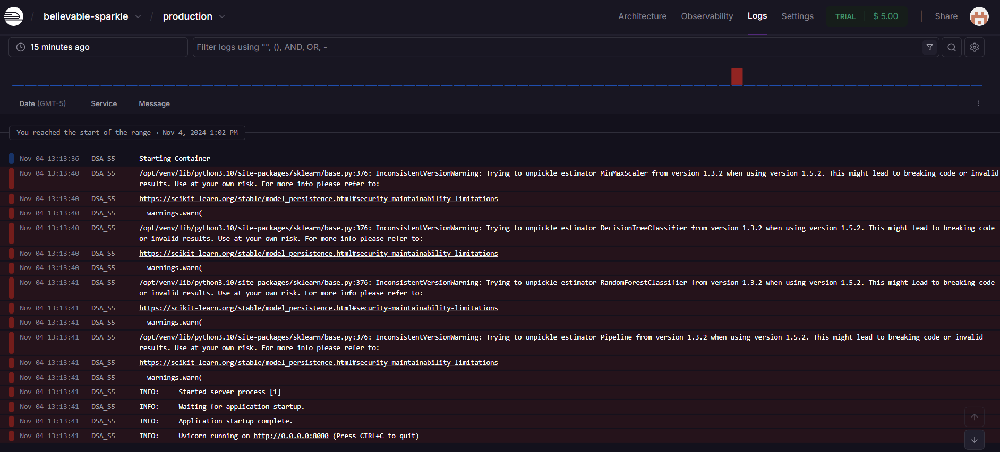 / believable-sparkle / production Architecture Observability Logs Settings TRIAL $ 5.00 Share
15 minutes ago Filter logs using "", (), AND, OR, -
Date (GMT-5) Service Message
You reached the start of the range → Nov 4, 2024 1:02 PM
Nov 04 13:13:36 DSA_S5 Starting Container
Nov 04 13:13:40 DSA_S5 /opt/venv/lib/python3.10/site-packages/sklearn/base.py:376: InconsistentVersionWarning: Trying to unpickle estimator MinMaxScaler from version 1.3.2 when using version 1.5.2. This might lead to breaking code or invalid
results. Use at your own risk. For more info please refer to:
Nov 04 13:13:40 DSA_S5 https://scikit-learn.org/stable/model_persistence.html#security-maintainability-limitations
Nov 04 13:13:40 DSA_S5 warnings.warn(
Nov 04 13:13:40 DSA_S5 /opt/venv/lib/python3.10/site-packages/sklearn/base.py:376: InconsistentVersionWarning: Trying to unpickle estimator DecisionTreeClassifier from version 1.3.2 when using version 1.5.2. This might lead to breaking code
or invalid results. Use at your own risk. For more info please refer to:
Nov 04 13:13:40 DSA_S5 https://scikit-learn.org/stable/model_persistence.html#security-maintainability-limitations
Nov 04 13:13:40 DSA_S5 warnings.warn(
Nov 04 13:13:41 DSA_S5 /opt/venv/lib/python3.10/site-packages/sklearn/base.py:376: InconsistentVersionWarning: Trying to unpickle estimator RandomForestClassifier from version 1.3.2 when using version 1.5.2. This might lead to breaking code
or invalid results. Use at your own risk. For more info please refer to:
Nov 04 13:13:41 DSA_S5 https://scikit-learn.org/stable/model_persistence.html#security-maintainability-limitations
Nov 04 13:13:41 DSA_S5 warnings.warn(
Nov 04 13:13:41 DSA_S5 /opt/venv/lib/python3.10/site-packages/sklearn/base.py:376: InconsistentVersionWarning: Trying to unpickle estimator Pipeline from version 1.3.2 when using version 1.5.2. This might lead to breaking code or invalid
results. Use at your own risk. For more info please refer to:
Nov 04 13:13:41 DSA_S5 https://scikit-learn.org/stable/model_persistence.html#security-maintainability-limitations
Nov 04 13:13:41 DSA_S5 warnings.warn(
Nov 04 13:13:41 DSA_S5 INFO: Started server process [1]
Nov 04 13:13:41 DSA_S5 INFO: Waiting for application startup.
Nov 04 13:13:41 DSA_S5 INFO: Application startup complete.
Nov 04 13:13:41 DSA_S5 INFO: Uvicorn running on http://0.0.0.0:8080 (Press CTRL+C to quit)